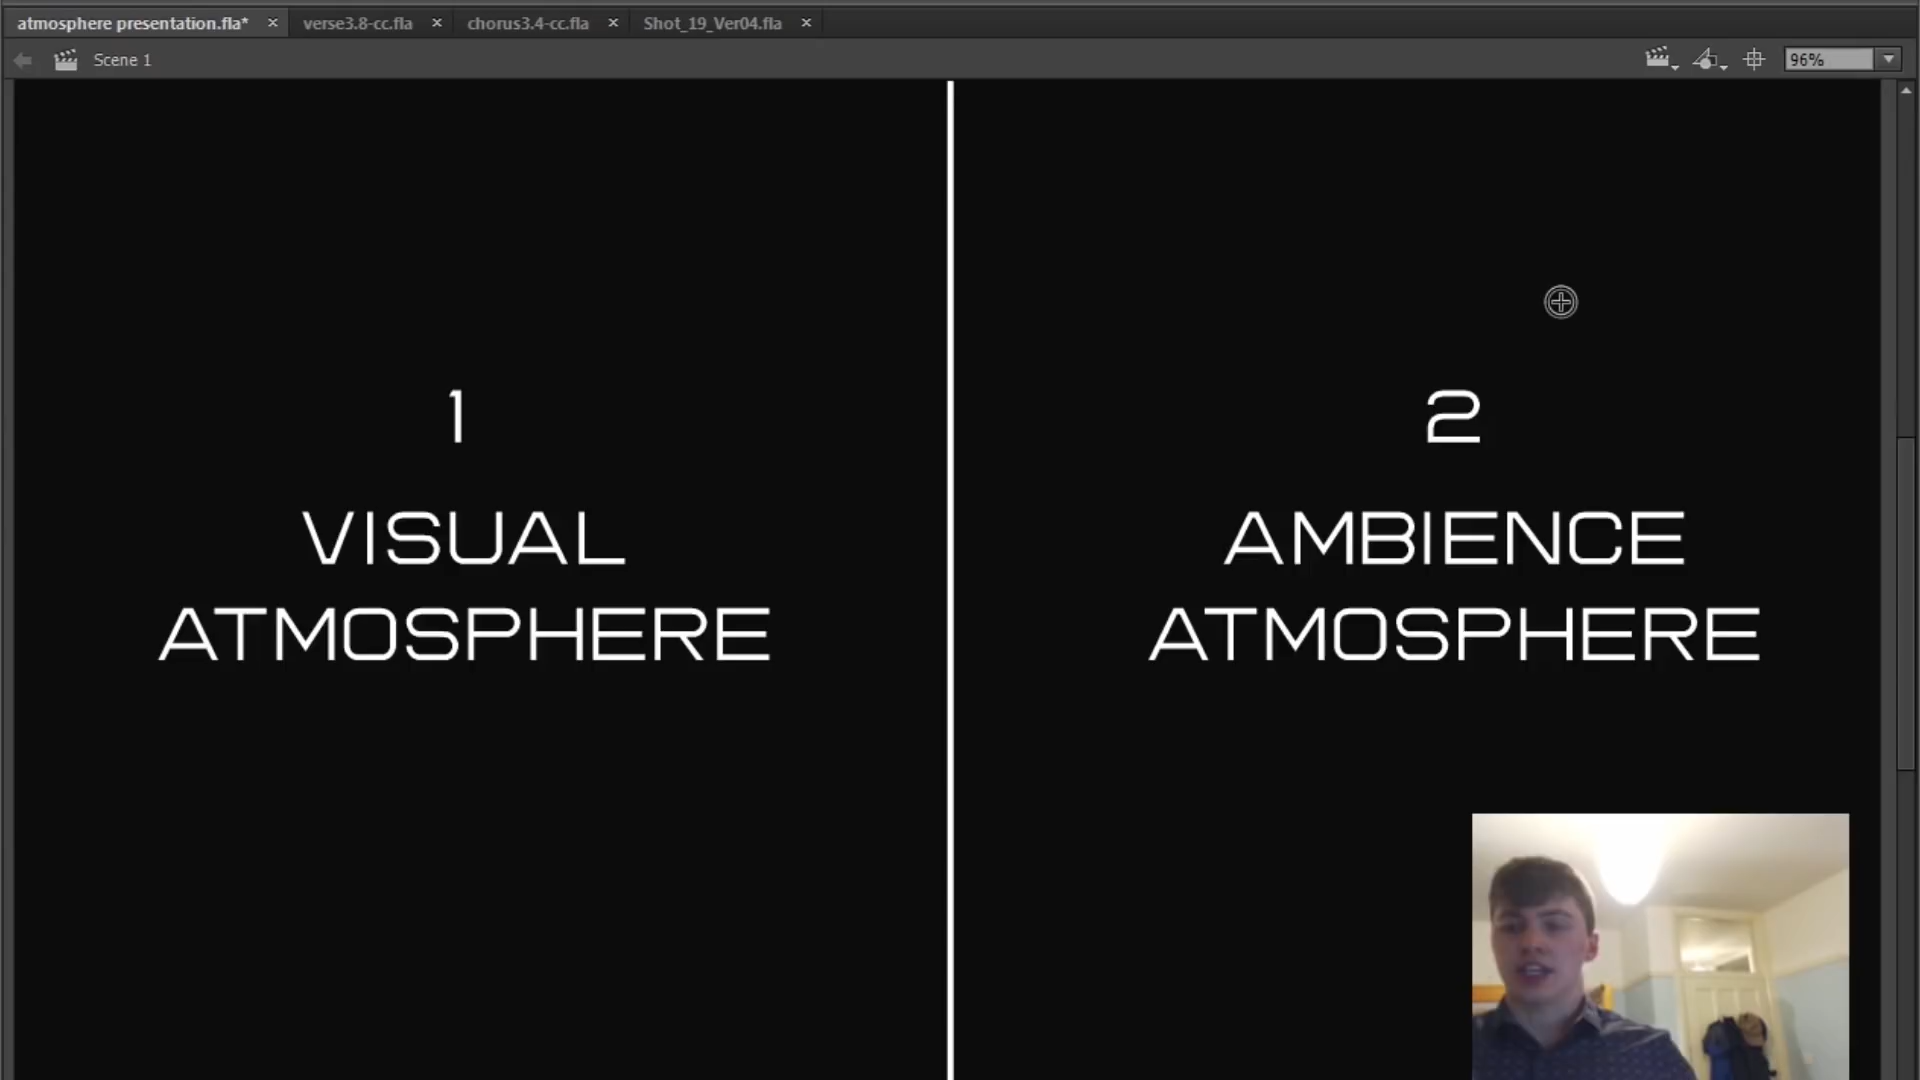 atmosphere presentation.fla*
verse3.8-cc.fla
chorus3.4-cc.fla
Shot_19_Ver04.fla
Scene 1
96%
1
VISUAL
ATMOSPHERE
2
AMBIENCE
ATMOSPHERE